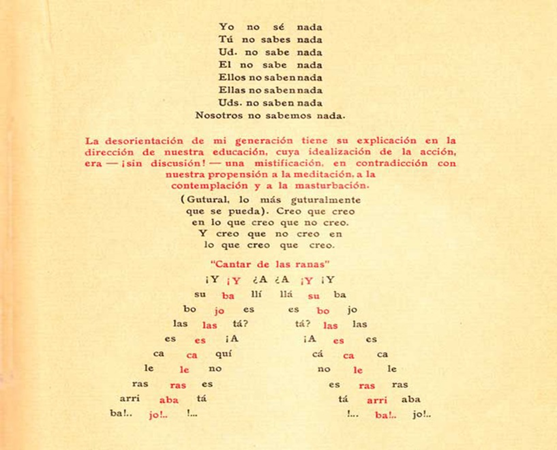 Yo no sé nada
Tú no sabes nada
Ud. no sabe nada
El no sabe nada
Ellos no saben nada
Ellas no saben nada
Uds. no saben nada
Nosotros no sabemos nada.
La desorientación de mi generación tiene su explicación en la
dirección de nuestra educación, cuya idealización de la acción,
era — ¡sin discusión! — una mistificación, en contradicción con
nuestra propensión a la meditación, a la
contemplación y a la masturbación.
(Gutural, lo más guturalmente
que se pueda). Creo que creo
en lo que creo que no creo.
Y creo que no creo en
lo que creo que creo.
"Cantar de las ranas"
¡Y ¡Y ¿A ¿A ¡Y ¡Y
su ba llí llá su ba
bo jo es es bo jo
las las tá? tá? las las
es es ¡A ¡A es es
ca ca quí cá ca ca
le le no no le le
ras ras es es ras ras
arri aba tá tá arri aba
ba!.. jo!.. !... !... ba!.. jo!..